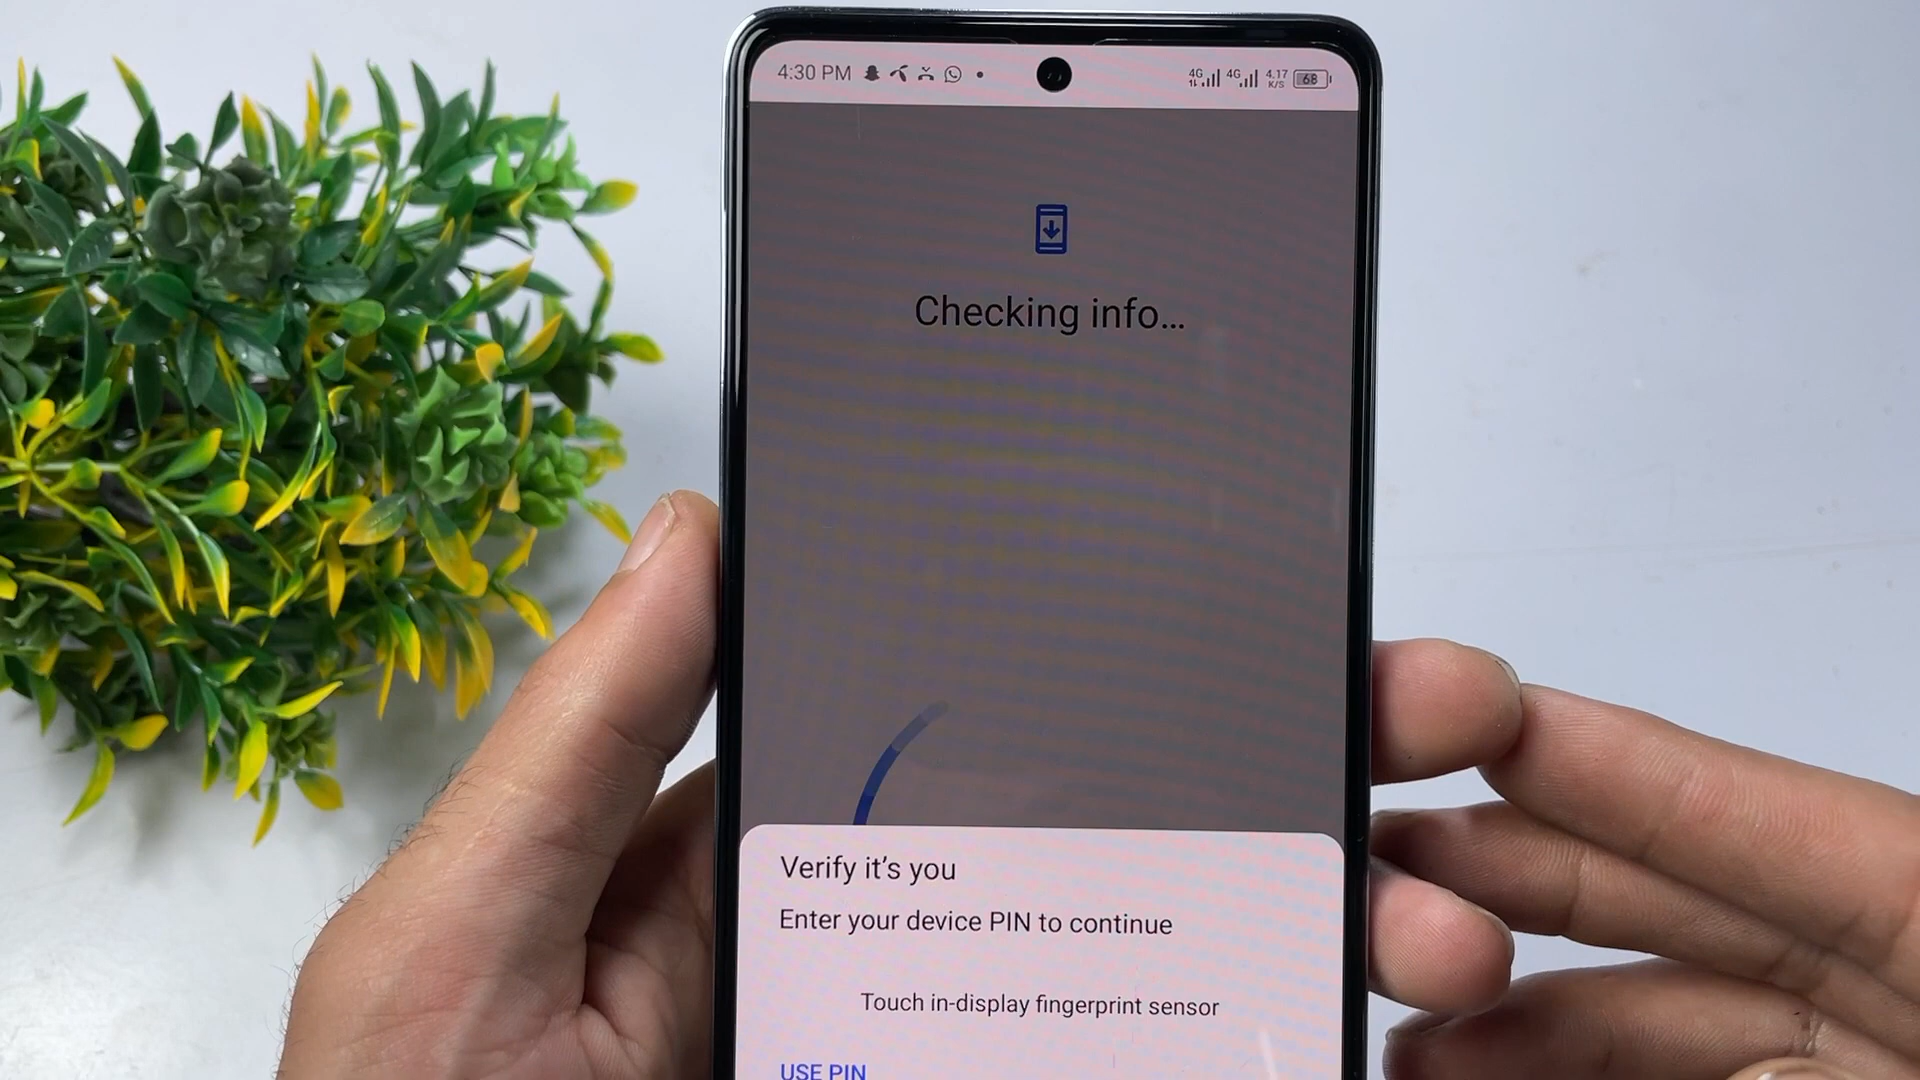 4:30 PM 4G 4G 4.17 K/S 68
Checking info...
Verify it's you
Enter your device PIN to continue
Touch in-display fingerprint sensor
USE PIN